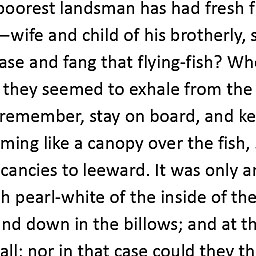 poorest landsman has had fresh f
–wife and child of his brotherly, s
ase and fang that flying-fish? Whe
they seemed to exhale from the
remember, stay on board, and ke
ming like a canopy over the fish,
cancies to leeward. It was only an
h pearl-white of the inside of the
nd down in the billows; and at th
all; nor in that case could they th